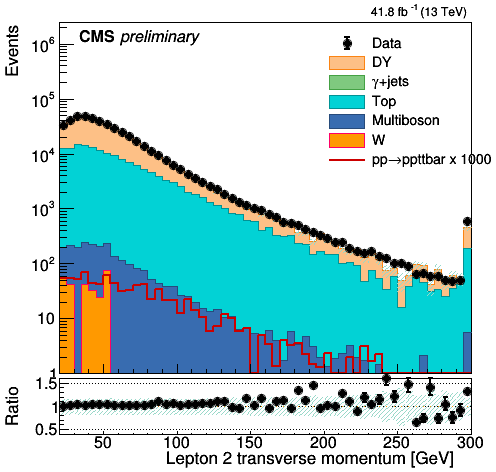 41.8 fb⁻¹ (13 TeV)
CMS preliminary
Events
10⁶
10⁵
10⁴
10³
10²
10
1
Data
DY
γ+jets
Top
Multiboson
W
pp→ppttbar x 1000
Ratio
1.5
1
0.5
50 100 150 200 250 300
Lepton 2 transverse momentum [GeV]